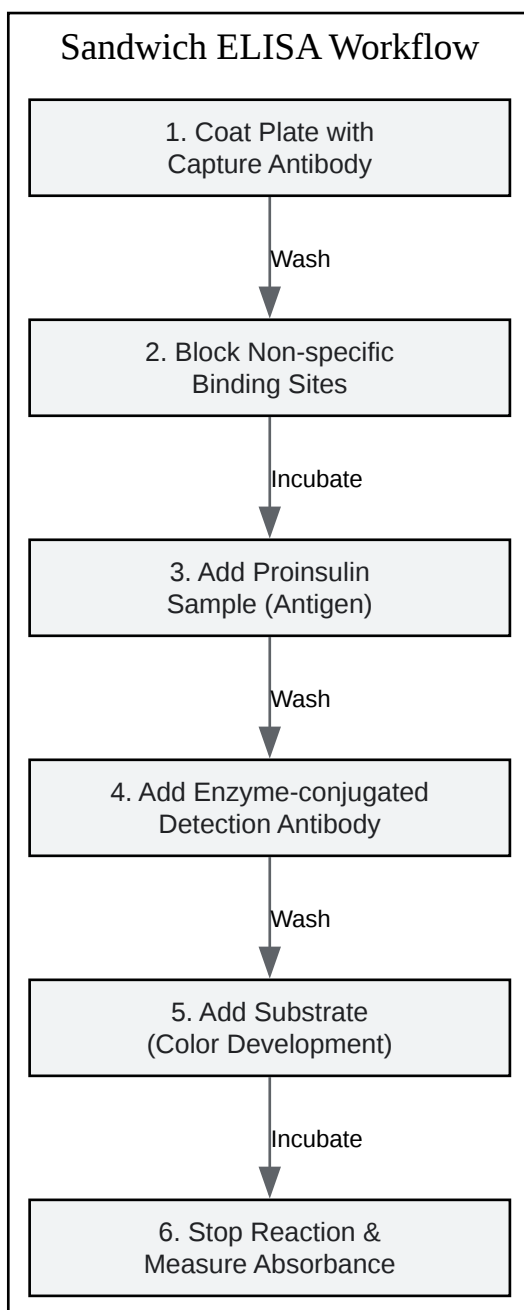 Sandwich ELISA Workflow
1. Coat Plate with
Capture Antibody
Wash
2. Block Non-specific
Binding Sites
Incubate
3. Add Proinsulin
Sample (Antigen)
Wash
4. Add Enzyme-conjugated
Detection Antibody
Wash
5. Add Substrate
(Color Development)
Incubate
6. Stop Reaction &
Measure Absorbance